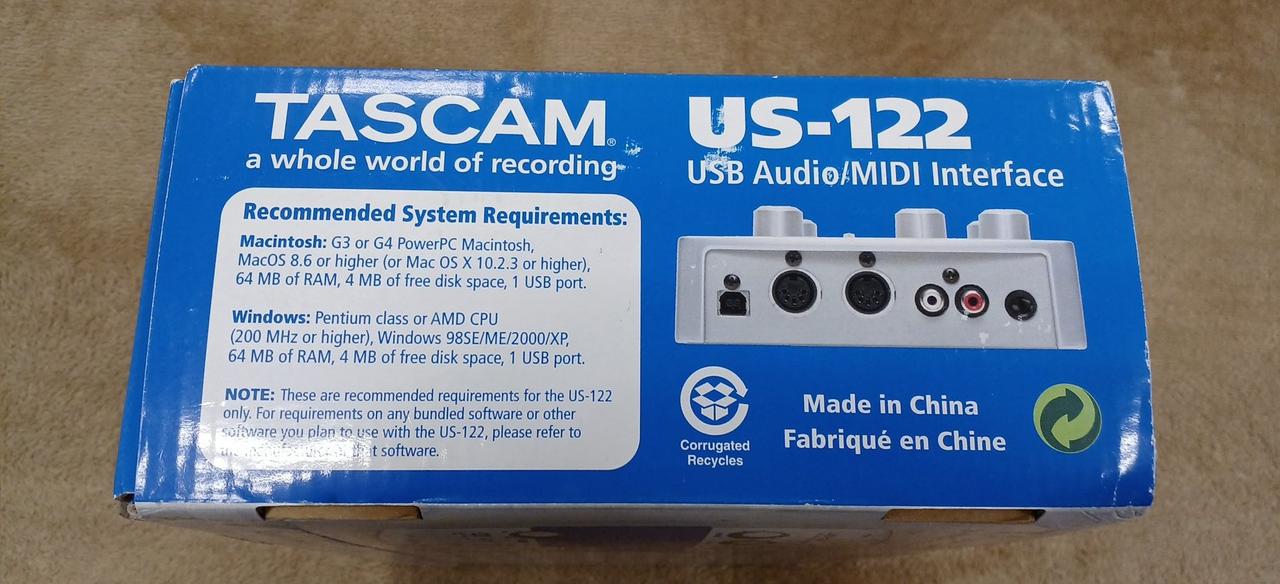 TASCAM®
a whole world of recording
US-122
USB Audio/MIDI Interface
Recommended System Requirements:
Macintosh: G3 or G4 PowerPC Macintosh,
MacOS 8.6 or higher (or Mac OS X 10.2.3 or higher),
64 MB of RAM, 4 MB of free disk space, 1 USB port.
Windows: Pentium class or AMD CPU
(200 MHz or higher), Windows 98SE/ME/2000/XP,
64 MB of RAM, 4 MB of free disk space, 1 USB port.
NOTE: These are recommended requirements for the US-122
only. For requirements on any bundled software or other
software you plan to use with the US-122, please refer to
software.
Corrugated
Recycles
Made in China
Fabriqué en Chine